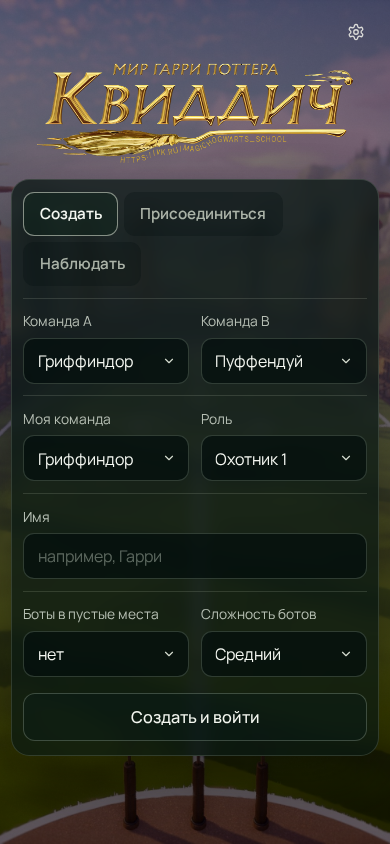 МИР ГАРРИ ПОТТЕРА
КВИДДИЧ
Создать
Присоединиться
Наблюдать
Команда A
Команда B
Гриффиндор
Пуффендуй
Моя команда
Роль
Гриффиндор
Охотник 1
Имя
например, Гарри
Боты в пустые места
Сложность ботов
нет
Средний
Создать и войти